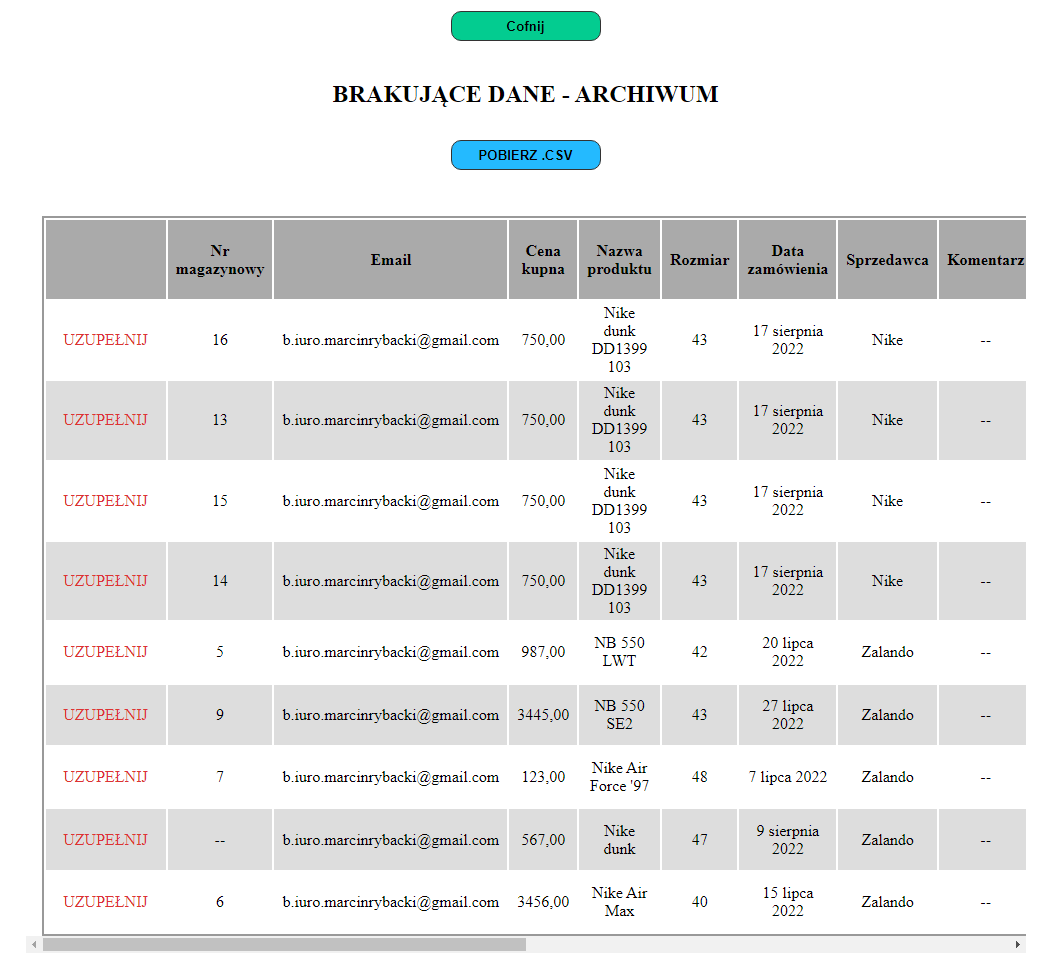 Cofnij
BRAKUJĄCE DANE - ARCHIWUM
POBIERZ .CSV
Nr magazynowy Email Cena kupna Nazwa produktu Rozmiar Data zamówienia Sprzedawca Komentarz
UZUPEŁNIJ 16 b.iuro.marcinrybacki@gmail.com 750,00 Nike dunk DD1399 103 43 17 sierpnia 2022 Nike --
UZUPEŁNIJ 13 b.iuro.marcinrybacki@gmail.com 750,00 Nike dunk DD1399 103 43 17 sierpnia 2022 Nike --
UZUPEŁNIJ 15 b.iuro.marcinrybacki@gmail.com 750,00 Nike dunk DD1399 103 43 17 sierpnia 2022 Nike --
UZUPEŁNIJ 14 b.iuro.marcinrybacki@gmail.com 750,00 Nike dunk DD1399 103 43 17 sierpnia 2022 Nike --
UZUPEŁNIJ 5 b.iuro.marcinrybacki@gmail.com 987,00 NB 550 LWT 42 20 lipca 2022 Zalando --
UZUPEŁNIJ 9 b.iuro.marcinrybacki@gmail.com 3445,00 NB 550 SE2 43 27 lipca 2022 Zalando --
UZUPEŁNIJ 7 b.iuro.marcinrybacki@gmail.com 123,00 Nike Air Force '97 48 7 lipca 2022 Zalando --
UZUPEŁNIJ -- b.iuro.marcinrybacki@gmail.com 567,00 Nike dunk 47 9 sierpnia 2022 Zalando --
UZUPEŁNIJ 6 b.iuro.marcinrybacki@gmail.com 3456,00 Nike Air Max 40 15 lipca 2022 Zalando --